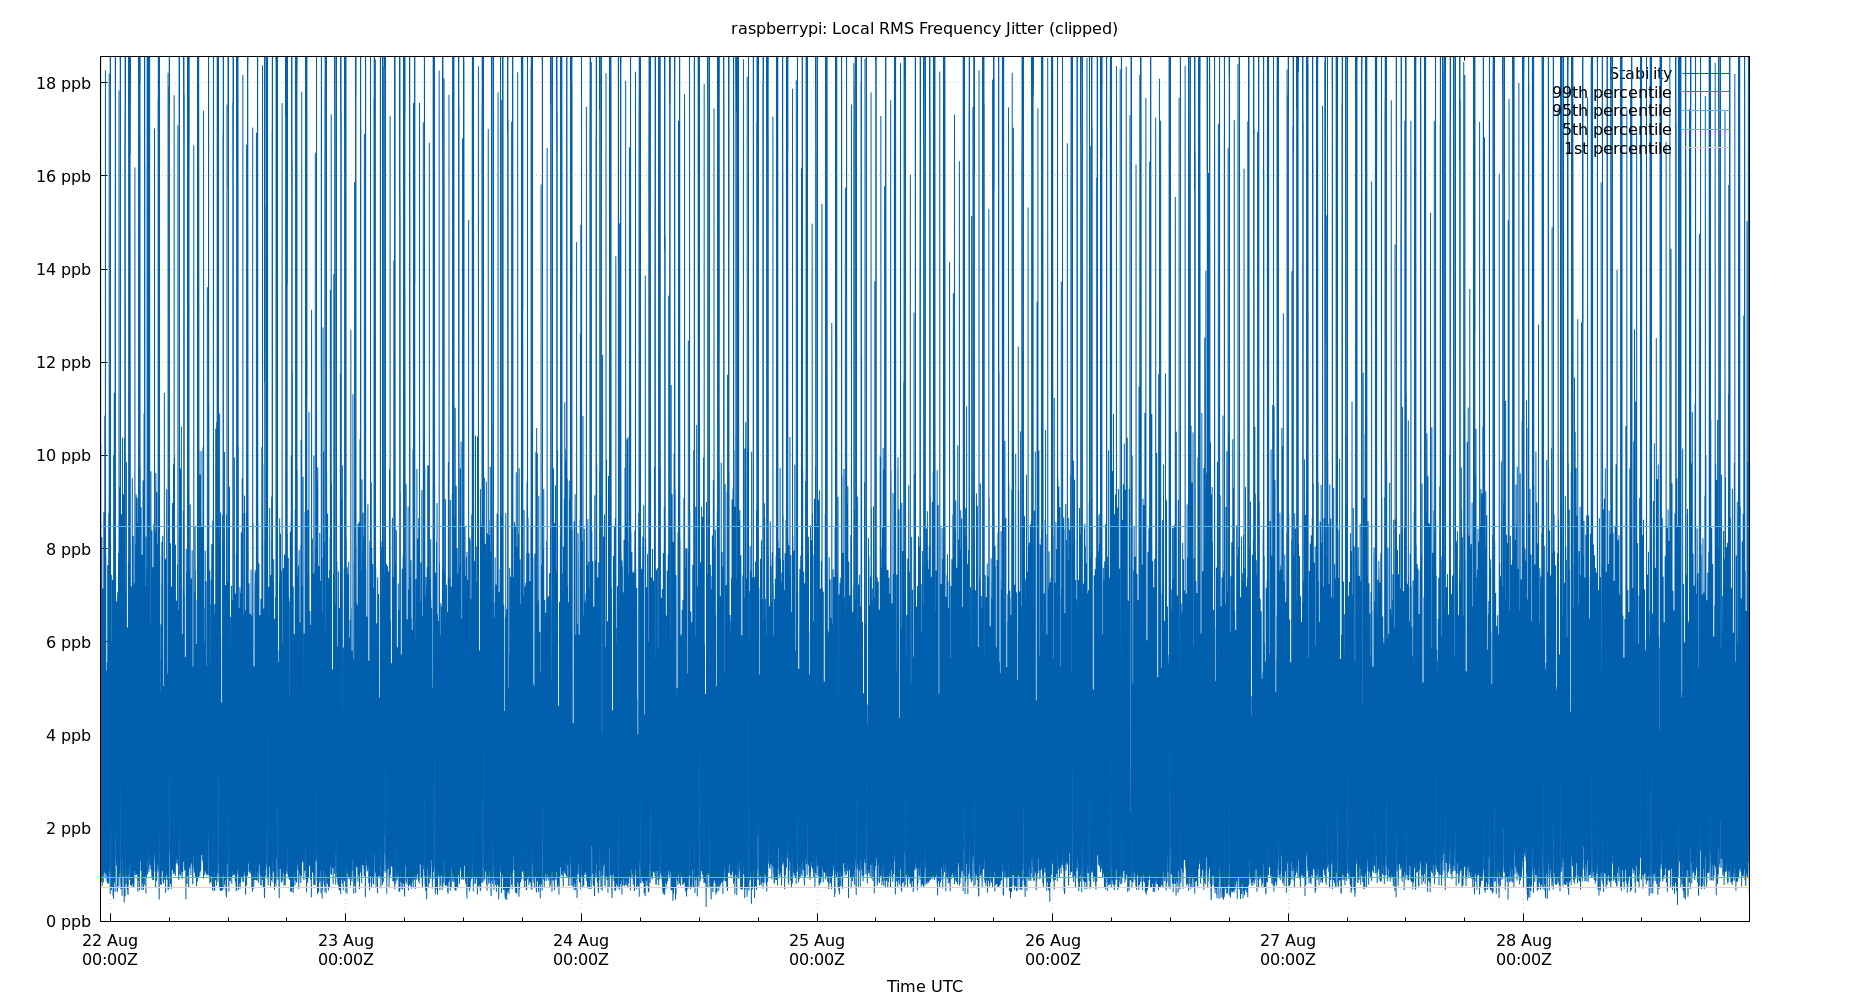 raspberrypi: Local RMS Frequency Jitter (clipped)
18 ppb
16 ppb
14 ppb
12 ppb
10 ppb
8 ppb
6 ppb
4 ppb
2 ppb
0 ppb
Stability
99th percentile
95th percentile
5th percentile
1st percentile
22 Aug 23 Aug 24 Aug 25 Aug 26 Aug 27 Aug 28 Aug
00:00Z 00:00Z 00:00Z 00:00Z 00:00Z 00:00Z 00:00Z
Time UTC